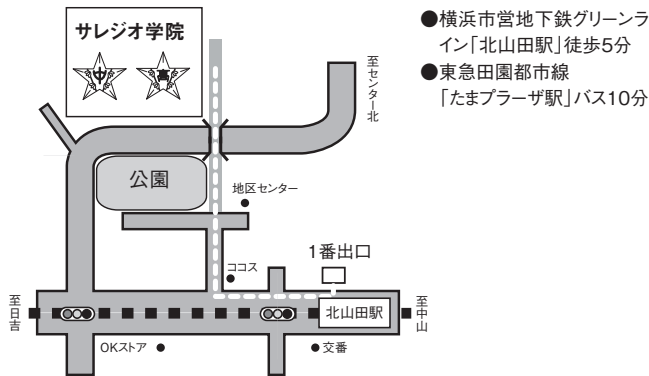 サレジオ学院
中 高
●横浜市営地下鉄グリーンラ
イン「北山田駅」徒歩5分
●東急田園都市線
「たまプラーザ駅」バス10分
至センター北
公園
地区センター
1番出口
ココス
至日吉
北山田駅
至中山
OKストア
交番